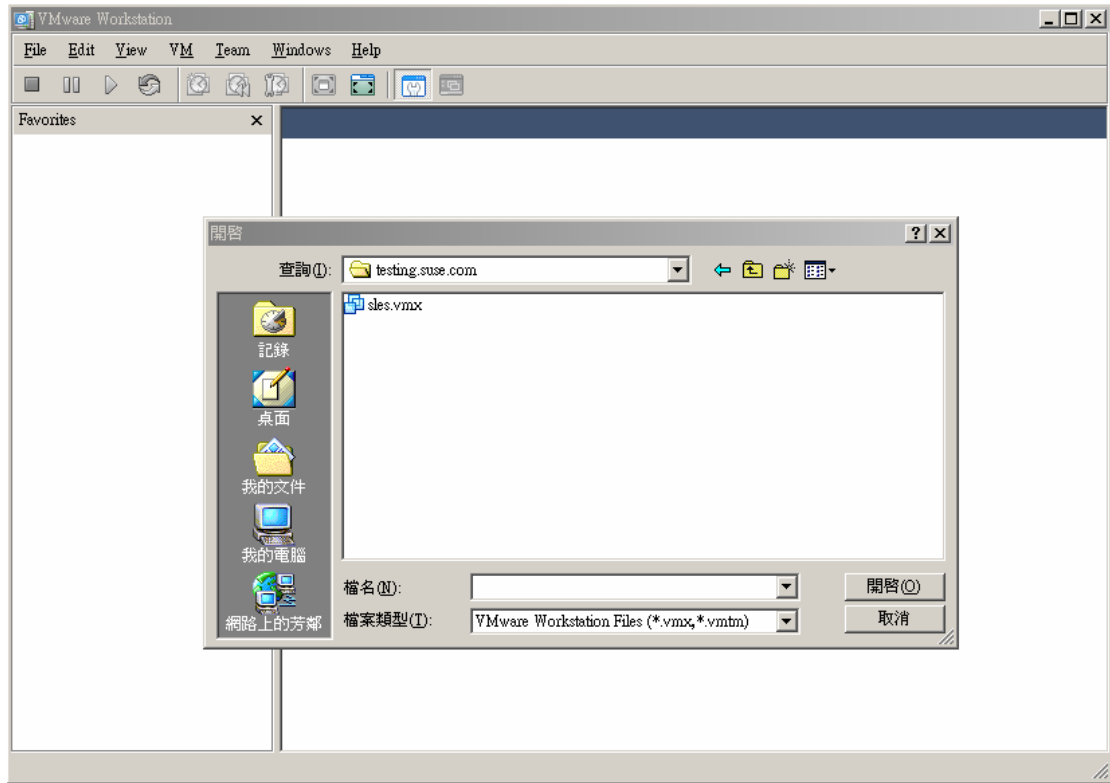 VMware Workstation
File Edit View VM Team Windows Help
Favorites
開啓
查詢(I): testing.suse.com
sles.vmx
記錄
桌面
我的文件
我的電腦
網路上的芳鄰
檔名(N): 開啓(O)
檔案類型(T): VMware Workstation Files (*.vmx,*.vmtm) 取消